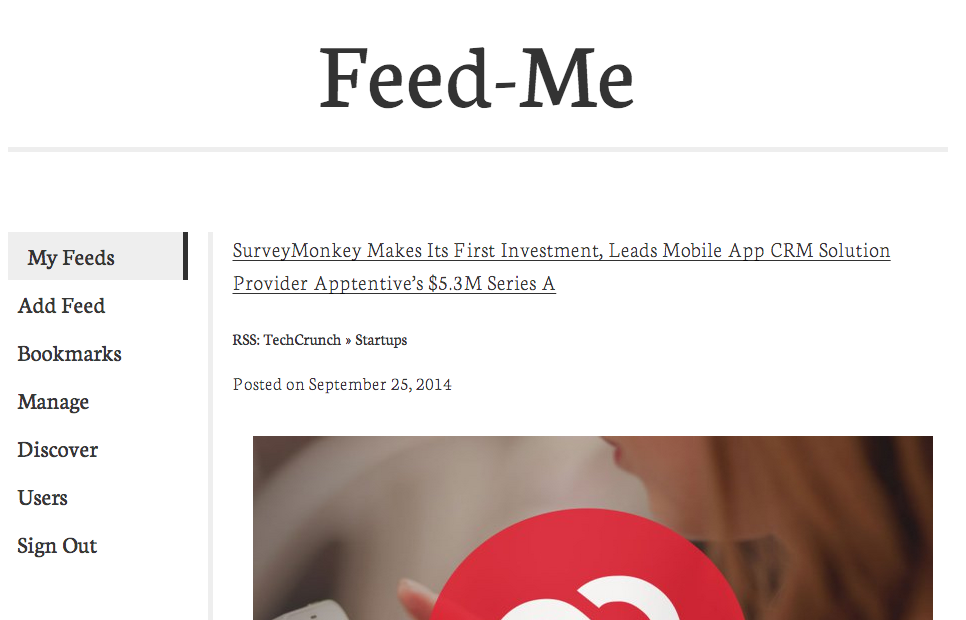 Feed-Me
My Feeds
Add Feed
Bookmarks
Manage
Discover
Users
Sign Out
SurveyMonkey Makes Its First Investment, Leads Mobile App CRM Solution
Provider Apptentive’s $5.3M Series A
RSS: TechCrunch » Startups
Posted on September 25, 2014